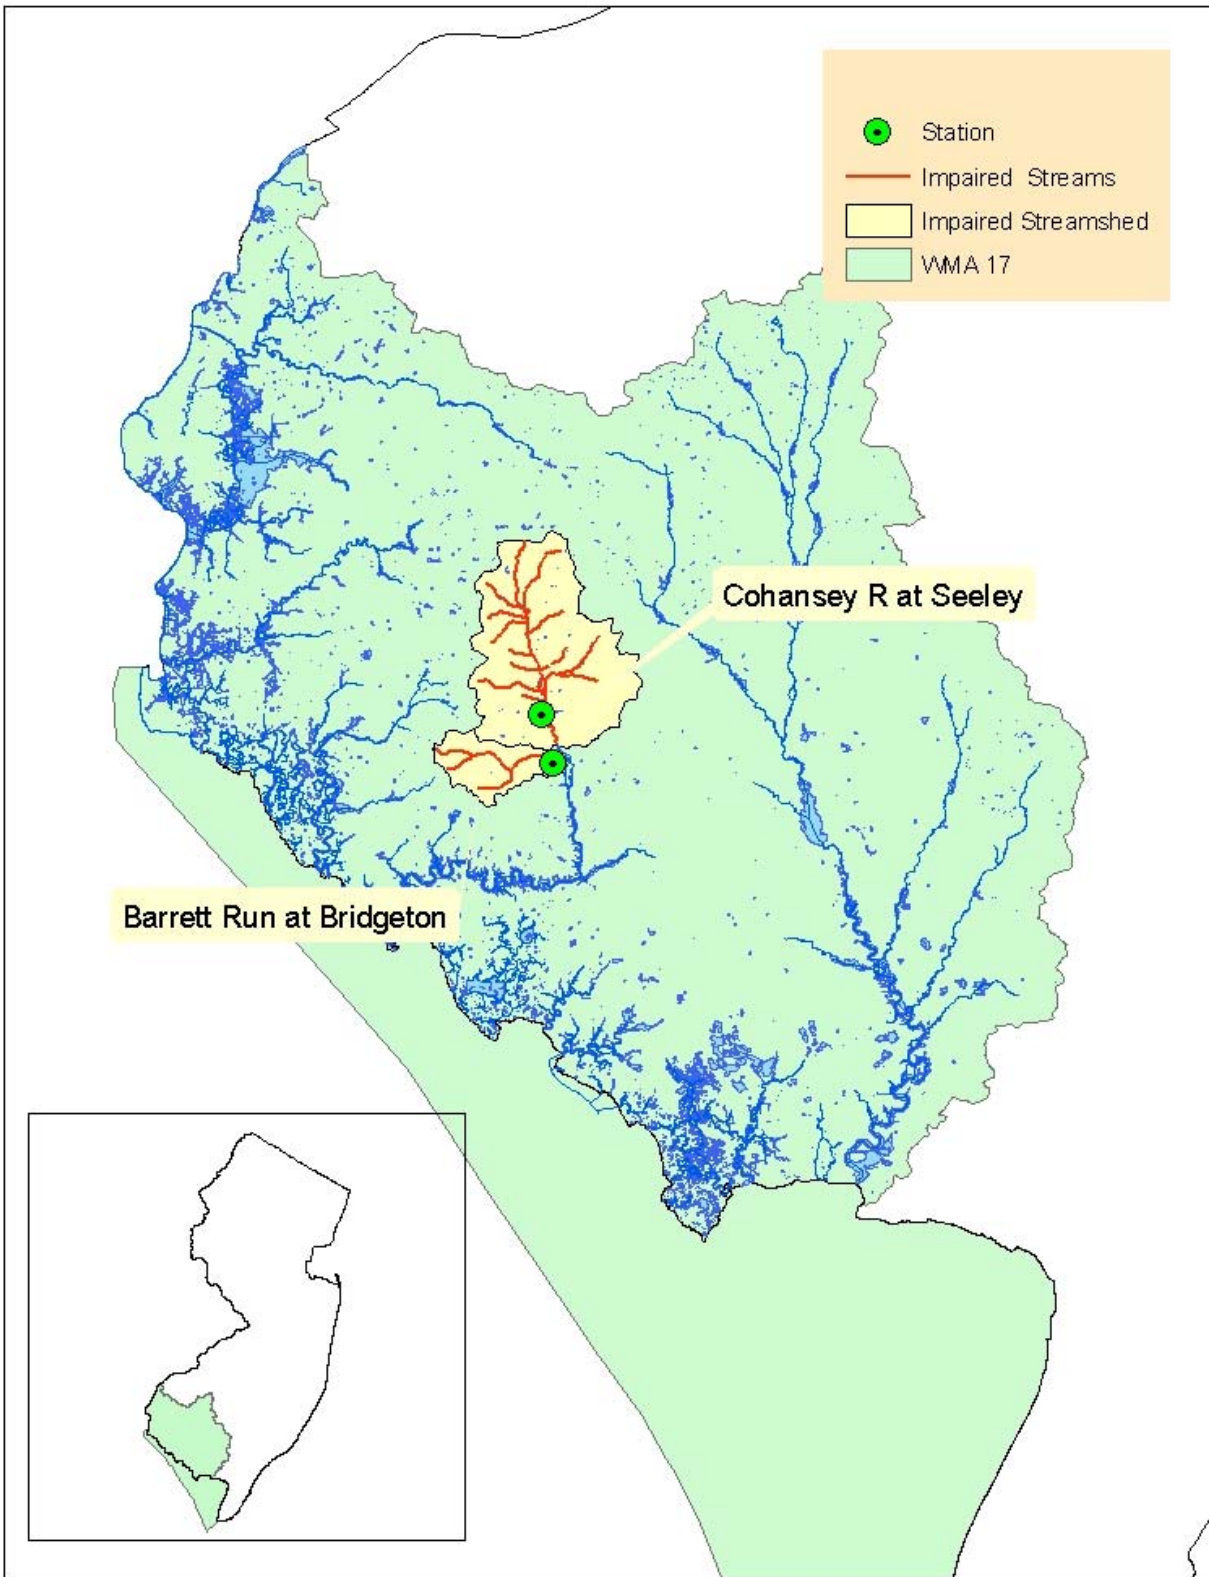 Station
Impaired Streams
Impaired Streamshed
WMA 17
Cohansey R at Seeley
Barrett Run at Bridgeton